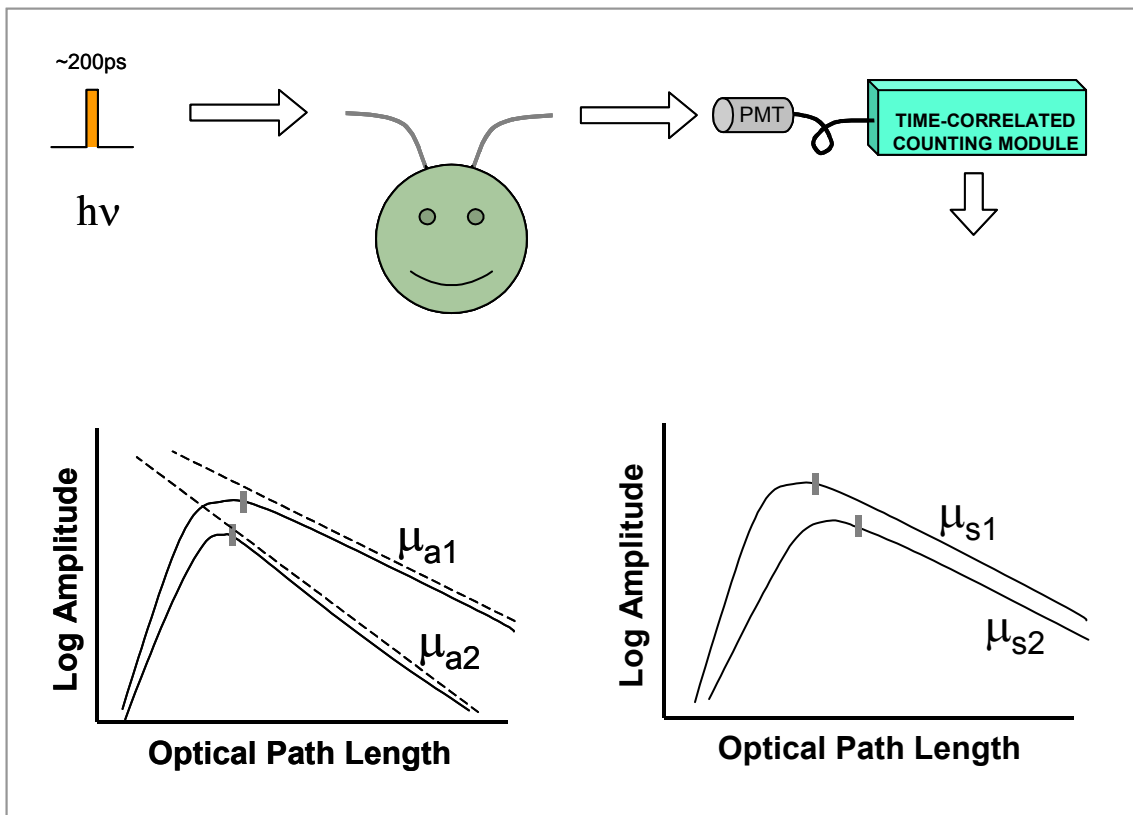 ~200ps
hν
PMT
TIME-CORRELATED
COUNTING MODULE
Log Amplitude
μa1
μa2
Optical Path Length
Log Amplitude
μs1
μs2
Optical Path Length